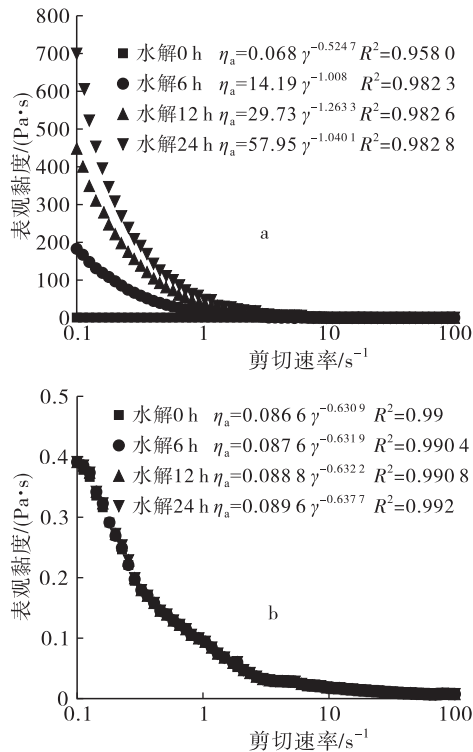 800
700
600
500
400
300
200
100
0
表观黏度/(Pa•s)
■ 水解0 h ηa=0.068 γ^-0.5247 R²=0.958 0
● 水解6 h ηa=14.19 γ^-1.008 R²=0.982 3
▲ 水解12 h ηa=29.73 γ^-1.2633 R²=0.982 6
▼ 水解24 h ηa=57.95 γ^-1.0401 R²=0.982 8
a
0.1 1 10 100
剪切速率/s⁻¹
0.5
0.4
0.3
0.2
0.1
0
表观黏度/(Pa•s)
■ 水解0 h ηa=0.086 6 γ^-0.6309 R²=0.99
● 水解6 h ηa=0.087 6 γ^-0.6319 R²=0.990 4
▲ 水解12 h ηa=0.088 8 γ^-0.6322 R²=0.990 8
▼ 水解24 h ηa=0.089 6 γ^-0.6377 R²=0.992
b
0.1 1 10 100
剪切速率/s⁻¹